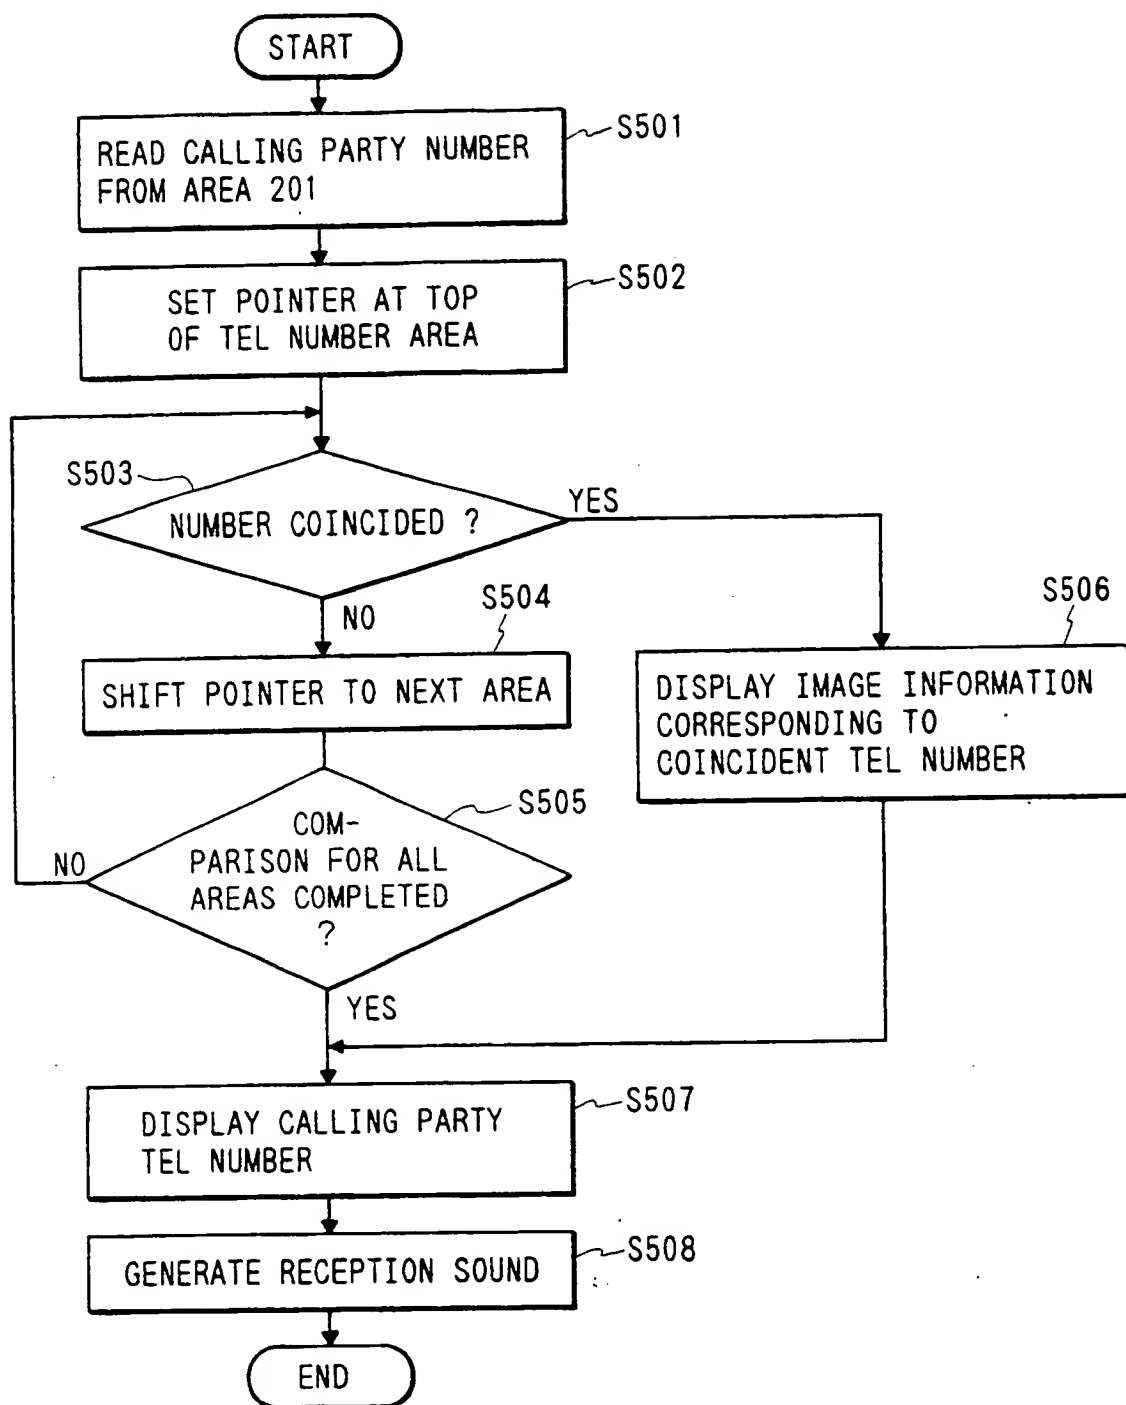 START
READ CALLING PARTY NUMBER
FROM AREA 201
S501
SET POINTER AT TOP
OF TEL NUMBER AREA
S502
S503
NUMBER COINCIDED ?
YES
NO
S504
SHIFT POINTER TO NEXT AREA
S506
DISPLAY IMAGE INFORMATION
CORRESPONDING TO
COINCIDENT TEL NUMBER
S505
COM-
PARISON FOR ALL
AREAS COMPLETED
?
NO
YES
DISPLAY CALLING PARTY
TEL NUMBER
S507
GENERATE RECEPTION SOUND
S508
END